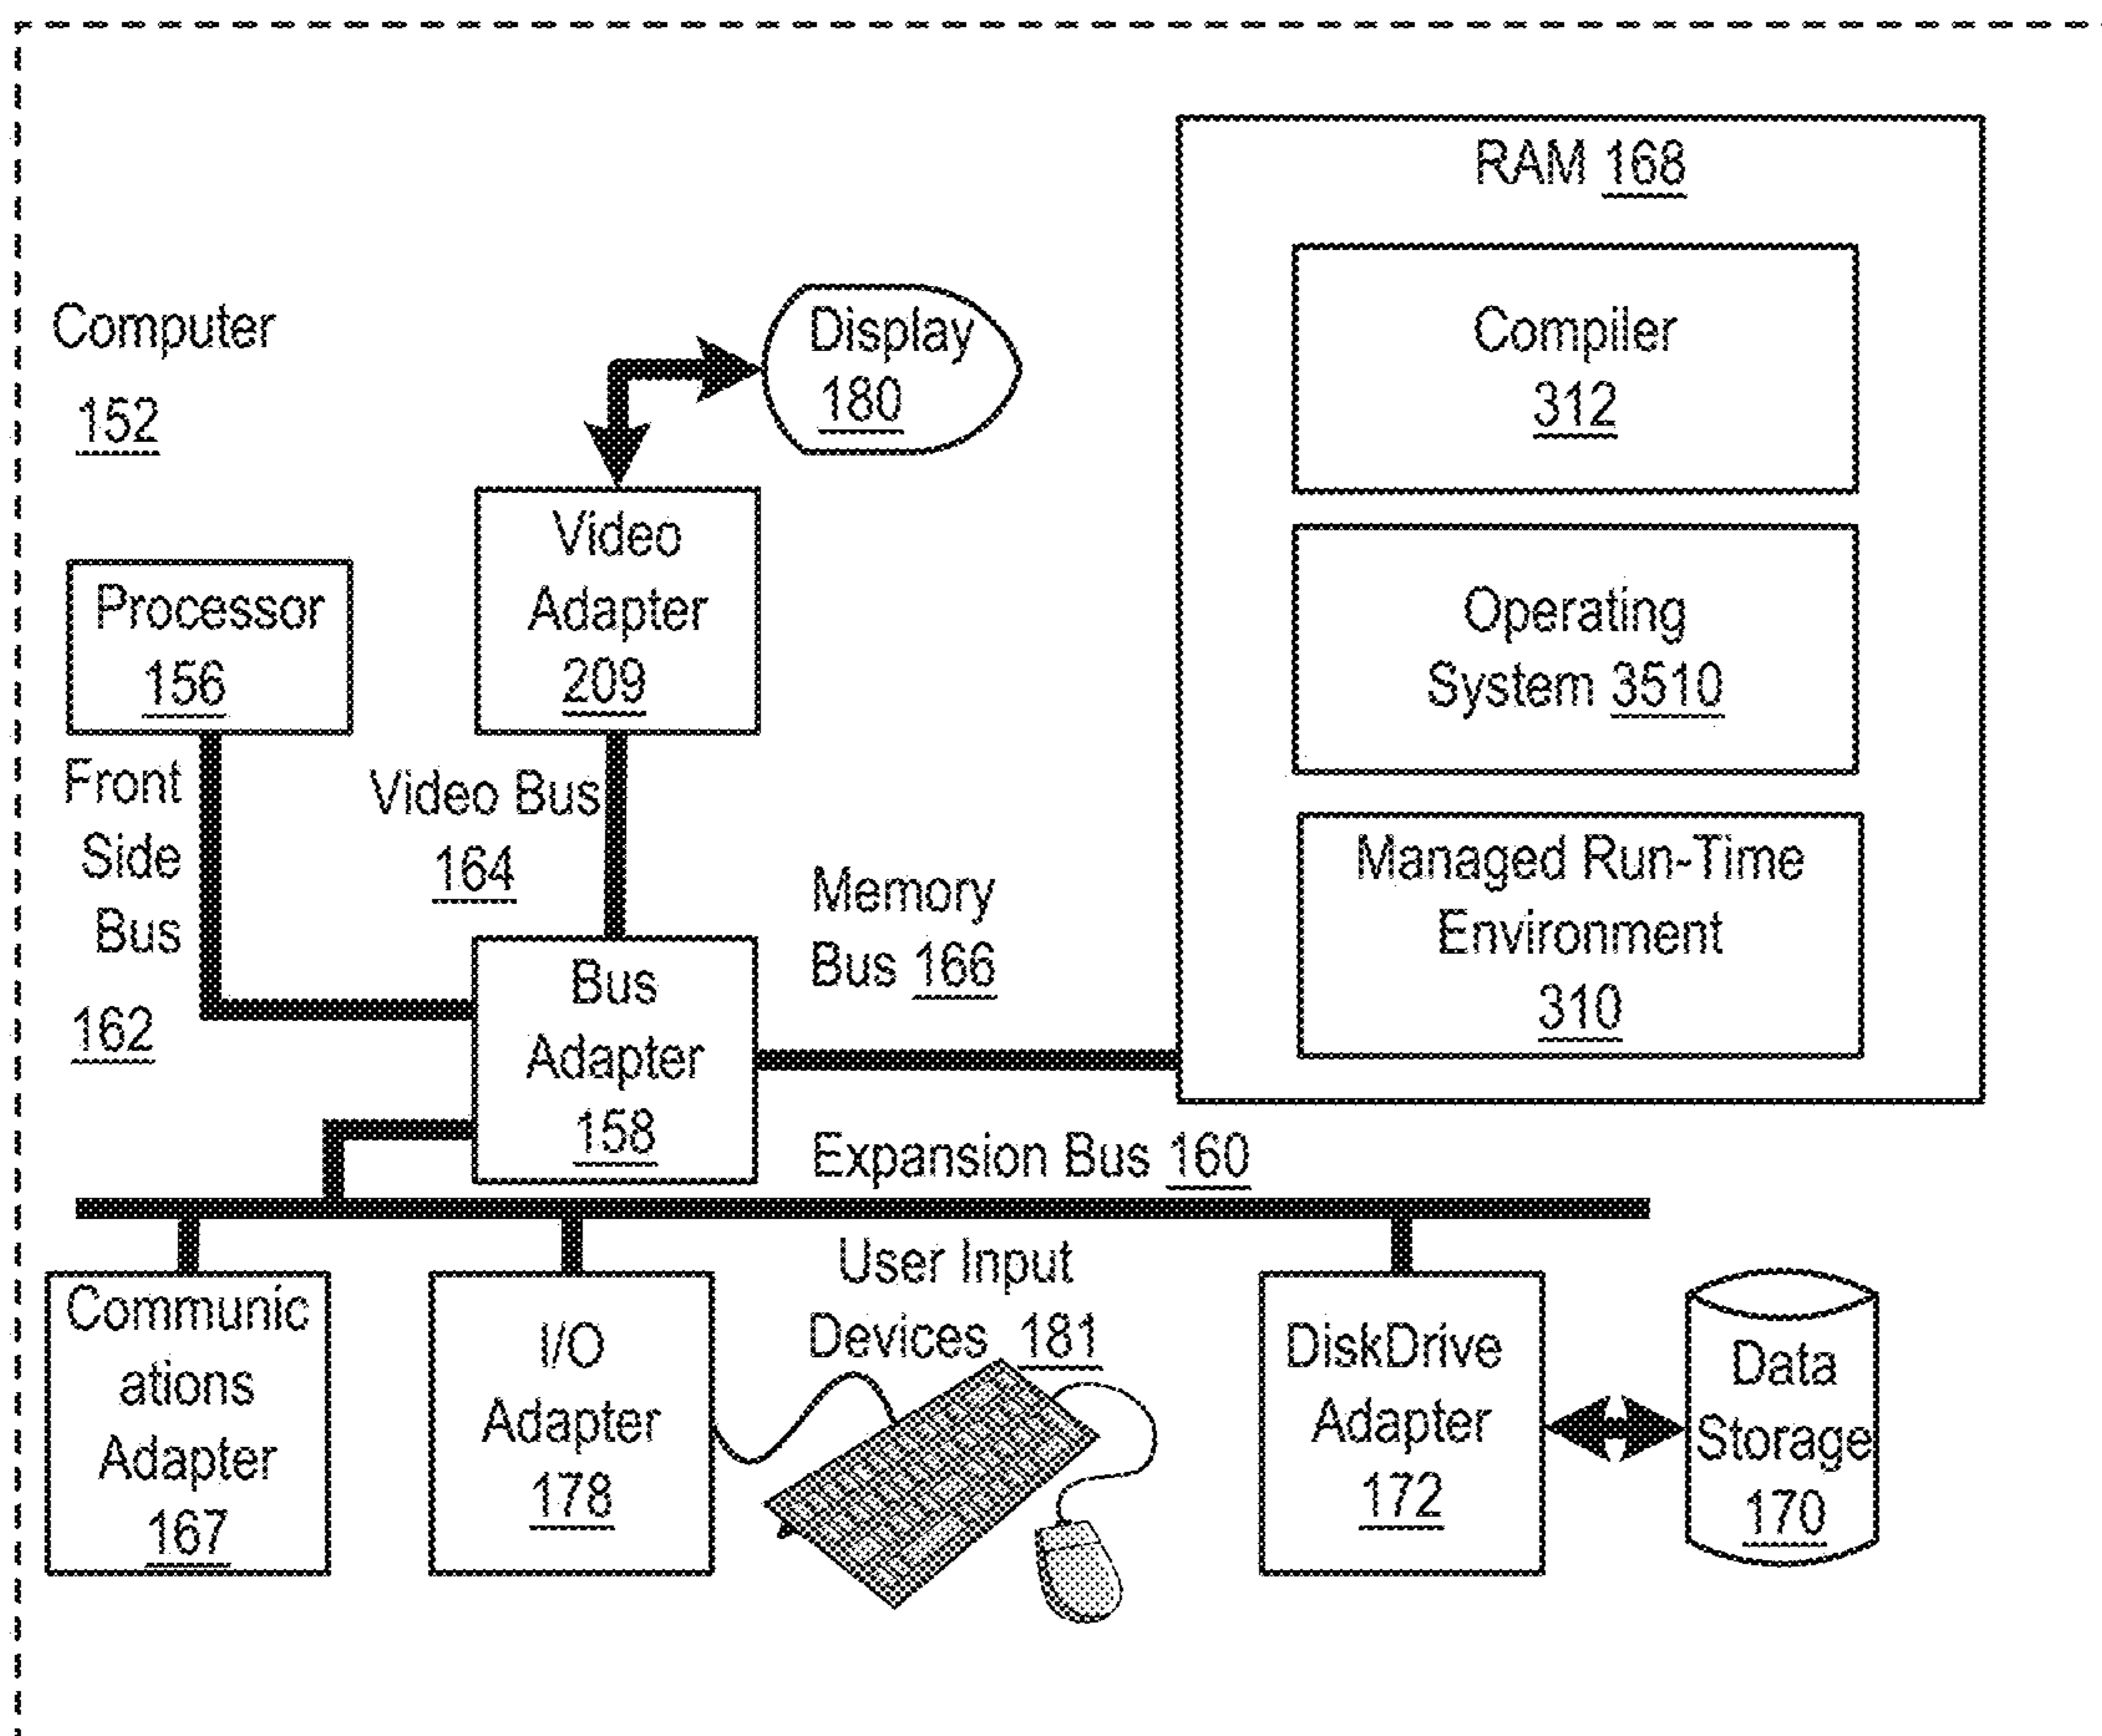 RAM 168
Compiler
312
Operating
System 3510
Managed Run-Time
Environment
310
Computer
152
Display
180
Video
Adapter
209
Processor
156
Front
Side
Bus
162
Video Bus
164
Memory
Bus 166
Bus
Adapter
158
Expansion Bus 160
Communic
ations
Adapter
167
I/O
Adapter
178
User Input
Devices 181
DiskDrive
Adapter
172
Data
Storage
170